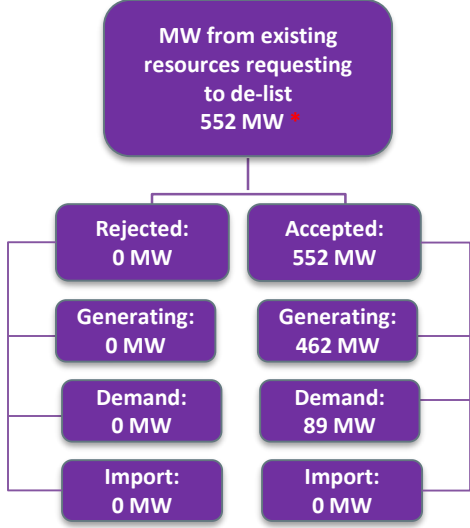 MW from existing
resources requesting
to de-list
552 MW *
Rejected:
0 MW
Accepted:
552 MW
Generating:
0 MW
Generating:
462 MW
Demand:
0 MW
Demand:
89 MW
Import:
0 MW
Import:
0 MW